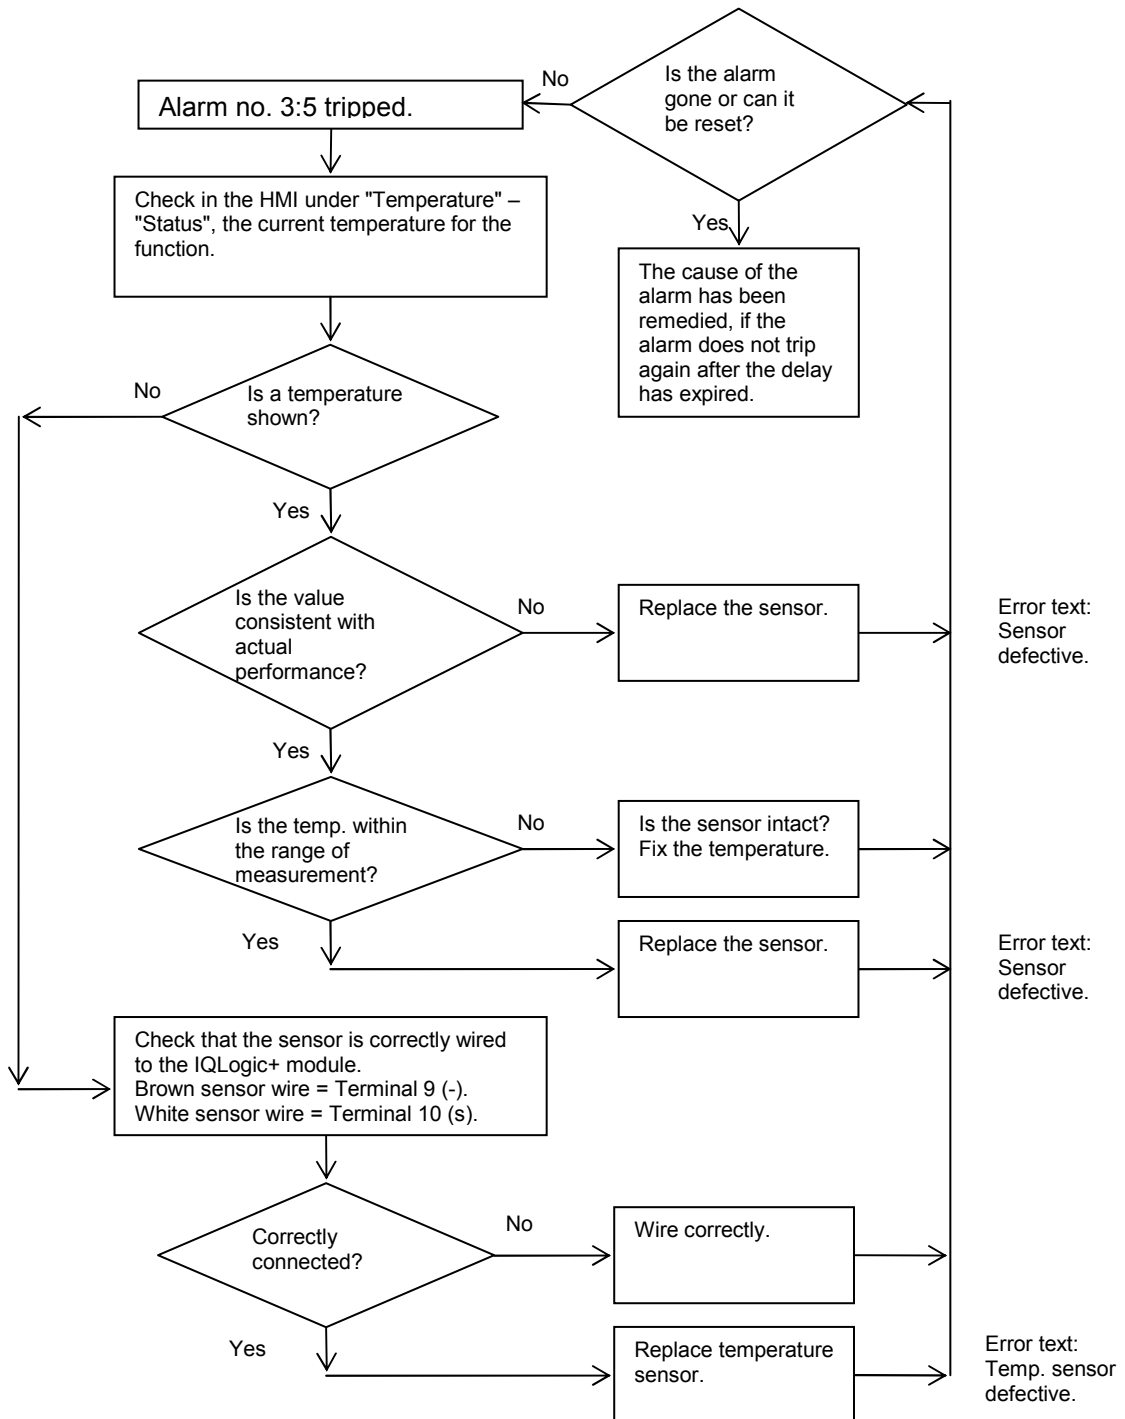 Is the alarm
gone or can it
be reset?
No
Alarm no. 3:5 tripped.
Check in the HMI under "Temperature" –
"Status", the current temperature for the
function.
Yes
The cause of the
alarm has been
remedied, if the
alarm does not trip
again after the delay
has expired.
No
Is a temperature
shown?
Yes
Is the value
consistent with
actual
performance?
No
Replace the sensor.
Error text:
Sensor
defective.
Yes
Is the temp. within
the range of
measurement?
No
Is the sensor intact?
Fix the temperature.
Yes
Replace the sensor.
Error text:
Sensor
defective.
Check that the sensor is correctly wired
to the IQLogic+ module.
Brown sensor wire = Terminal 9 (-).
White sensor wire = Terminal 10 (s).
Correctly
connected?
No
Wire correctly.
Yes
Replace temperature
sensor.
Error text:
Temp. sensor
defective.